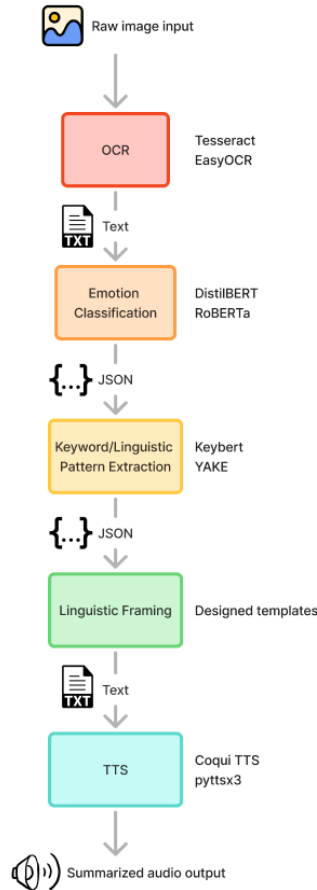 Raw image input
OCR
Tesseract
EasyOCR
TXT
Text
Emotion
Classification
DistilBERT
RoBERTa
{...} JSON
Keyword/Linguistic
Pattern Extraction
Keybert
YAKE
{...} JSON
Linguistic Framing
Designed templates
TXT
Text
TTS
Coqui TTS
pyttsx3
Summarized audio output